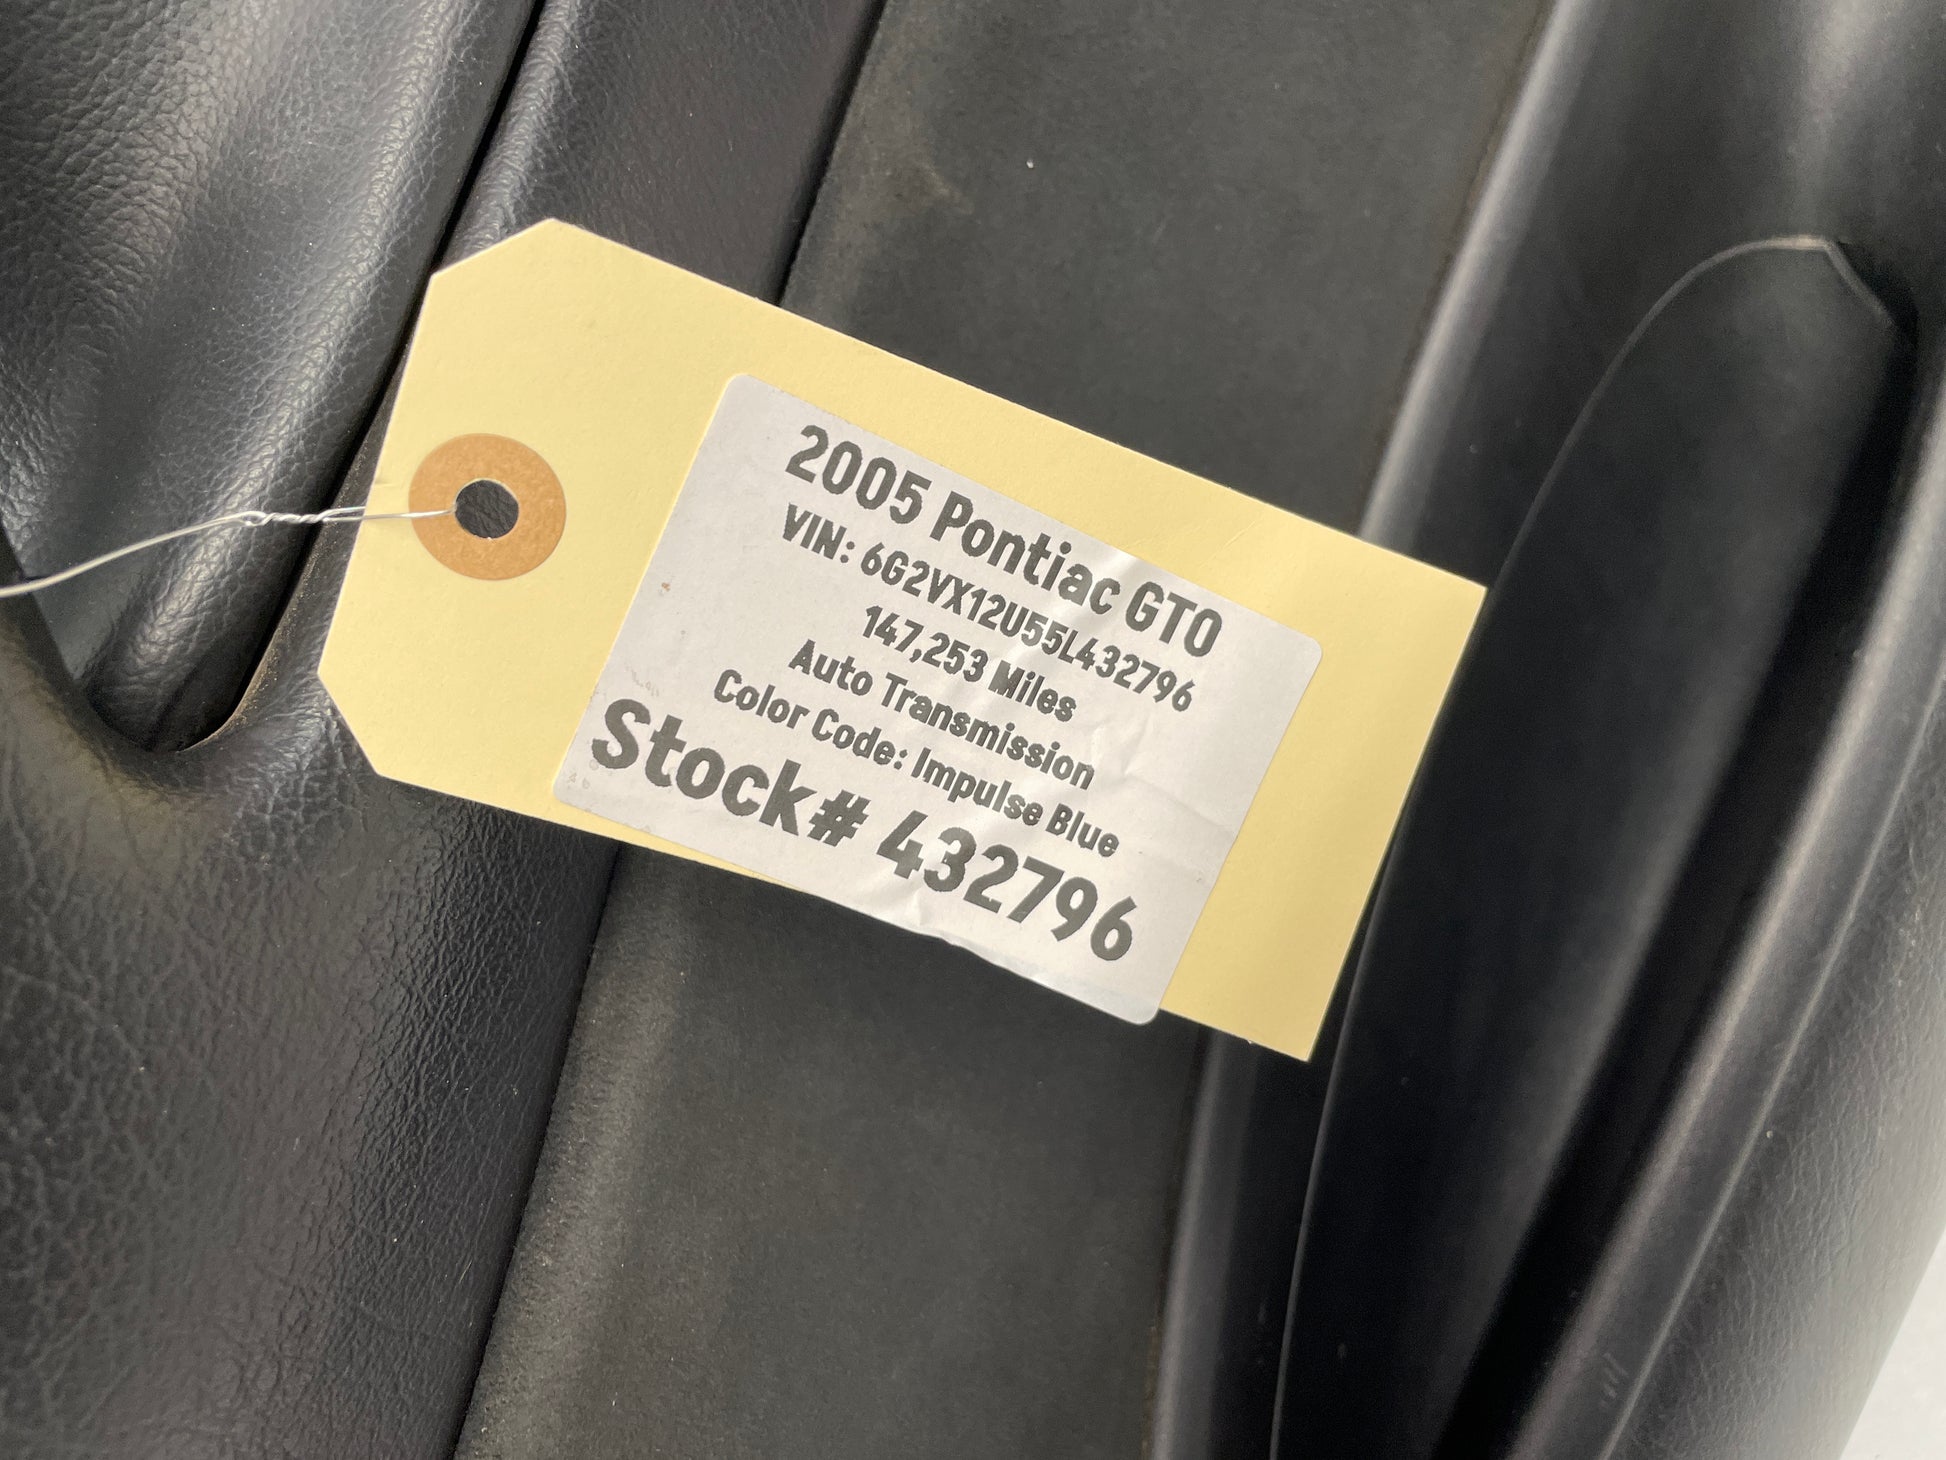 2005 Pontiac GTO
VIN: 6G2VX12U55L432796
147,253 Miles
Auto Transmission
Color Code: Impulse Blue
Stock# 432796